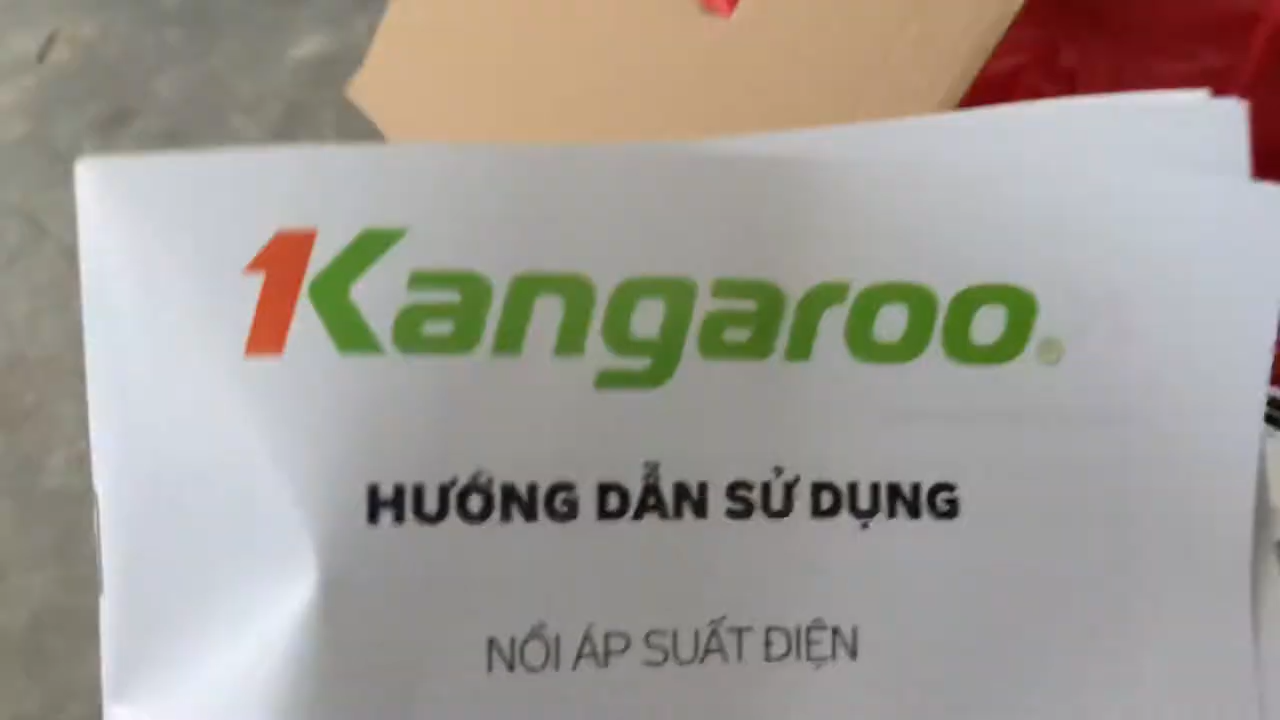 Kangaroo
HƯỚNG DẪN SỬ DỤNG
NỒI ÁP SUẤT ĐIỆN